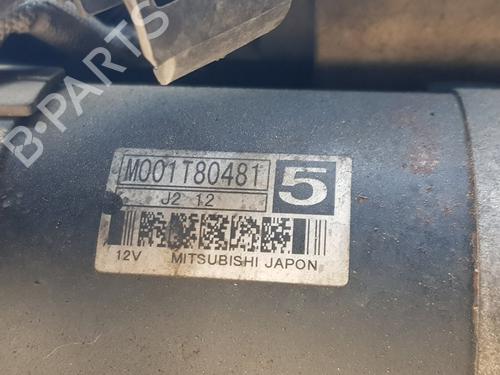 B-PARTS
M001T80481 5
J2 12
12V MITSUBISHI JAPON